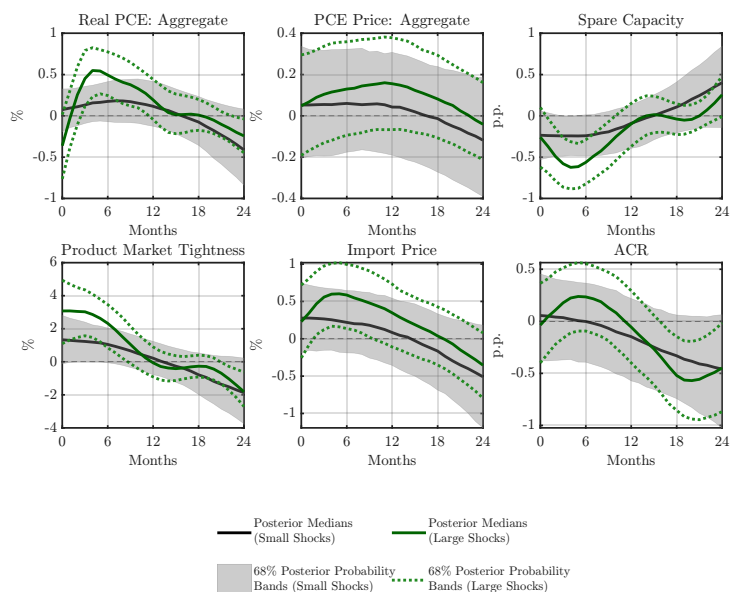 Real PCE: Aggregate
1
0.5
0
-0.5
-1
%
0 6 12 18 24
Months
PCE Price: Aggregate
0.4
0.2
0
-0.2
-0.4
%
0 6 12 18 24
Months
Spare Capacity
1
0.5
0
-0.5
-1
p.p.
0 6 12 18 24
Months
Product Market Tightness
6
4
2
0
-2
-4
%
0 6 12 18 24
Months
Import Price
1
0.5
0
-0.5
-1
%
0 6 12 18 24
Months
ACR
0.5
0
-0.5
-1
p.p.
0 6 12 18 24
Months
Posterior Medians
(Small Shocks)
Posterior Medians
(Large Shocks)
68% Posterior Probability
Bands (Small Shocks)
68% Posterior Probability
Bands (Large Shocks)